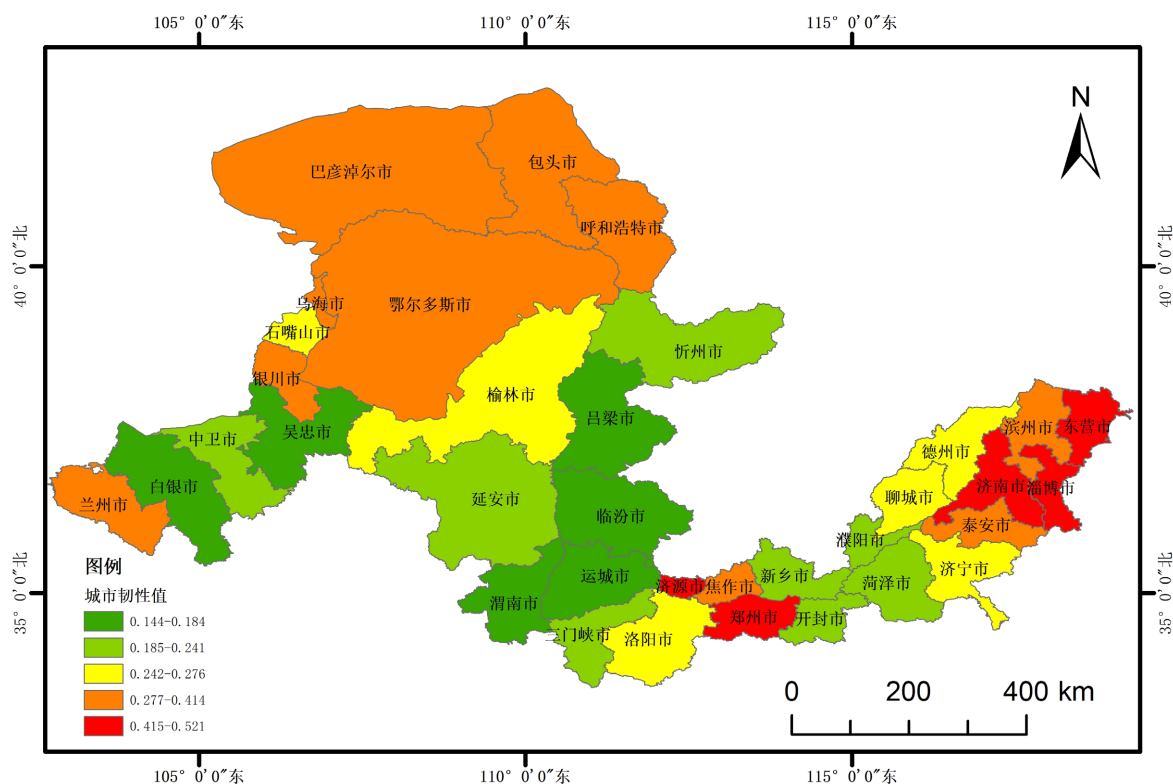 105° 0′0″东
110° 0′0″东
115° 0′0″东
N
40° 0′0″北
40° 0′0″北
35° 0′0″北
35° 0′0″北
巴彦淖尔市
包头市
呼和浩特市
乌海市
鄂尔多斯市
石嘴山市
忻州市
银川市
榆林市
吕梁市
中卫市
吴忠市
滨州市
东营市
德州市
白银市
济南市
淄博市
兰州市
延安市
聊城市
临汾市
泰安市
濮阳市
济宁市
运城市
济源市
焦作市
新乡市
菏泽市
渭南市
郑州市
开封市
三门峡市
洛阳市
图例
城市韧性值
0.144-0.184
0.185-0.241
0.242-0.276
0.277-0.414
0.415-0.521
0
200
400 km
105° 0′0″东
110° 0′0″东
115° 0′0″东